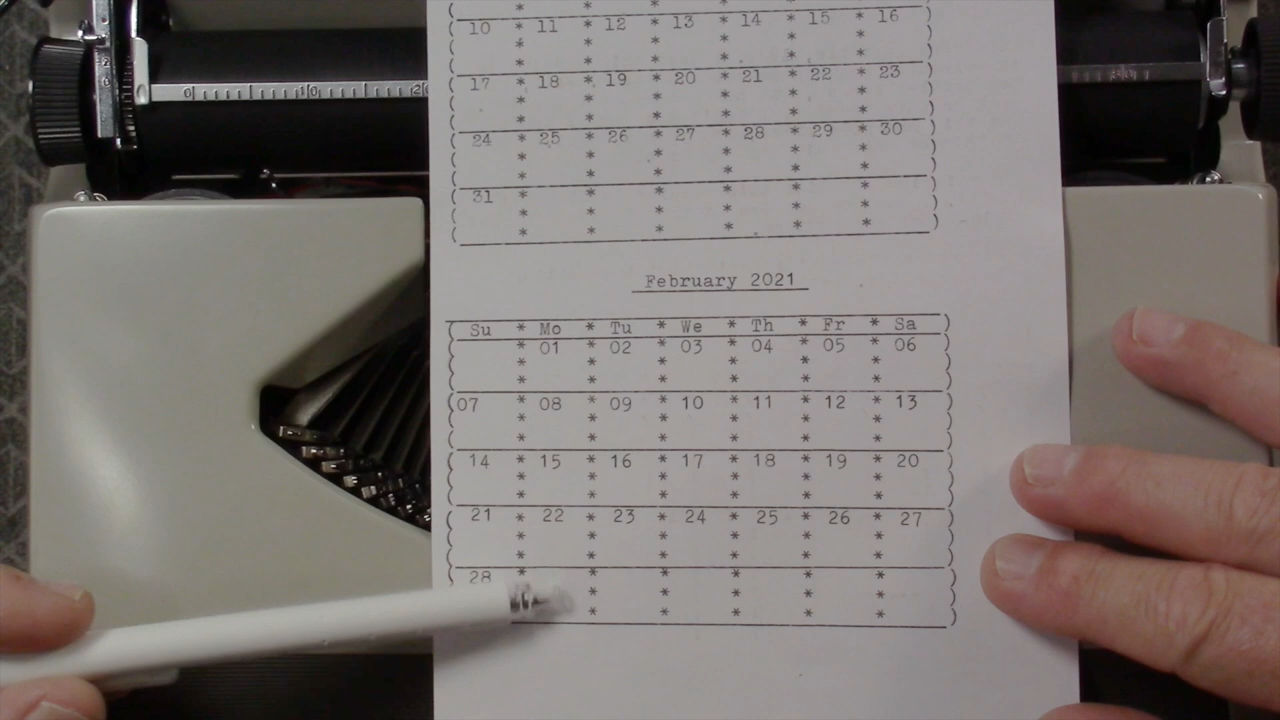 * * * * * *
10 * 11 * 12 * 13 * 14 * 15 * 16
* * * * * *
* * * * * *
17 * 18 * 19 * 20 * 21 * 22 * 23
* * * * * *
* * * * * *
24 * 25 * 26 * 27 * 28 * 29 * 30
* * * * * *
* * * * * *
31 * * * * * *
* * * * * *
* * * * * *
February 2021
( Su * Mo * Tu * We * Th * Fr * Sa )
* 01 * 02 * 03 * 04 * 05 * 06
* * * * * *
* * * * * *
07 * 08 * 09 * 10 * 11 * 12 * 13
* * * * * *
* * * * * *
14 * 15 * 16 * 17 * 18 * 19 * 20
* * * * * *
* * * * * *
21 * 22 * 23 * 24 * 25 * 26 * 27
* * * * * *
* * * * * *
28 * * * * * *
* * * * *
* * * * *
0 10 20